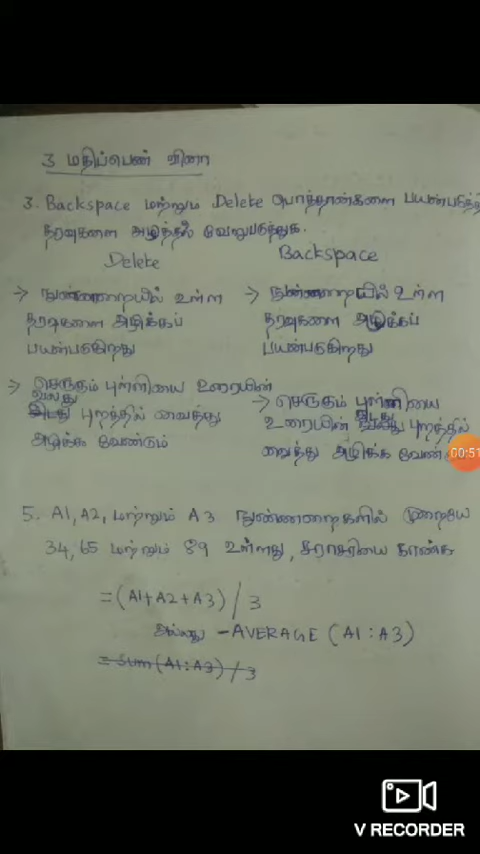 3 மதிப்பெண் வினா
3. Backspace மற்றும் Delete பொத்தான்களை பயன்படுத்தி
தரவுகளை அழித்தல் வேறுபடுத்துக.
Delete Backspace
→ நுண்ணறையில் உள்ள
தரவுகளை அழிக்கப்
பயன்படுகிறது
→ நுண்ணறையில் உள்ள
தரவுகளை அழிக்கப்
பயன்படுகிறது
→ செருகும் புள்ளியை உரையின்
வலது
இடது புறத்தில் வைத்து
அழிக்க வேண்டும்
→ செருகும் புள்ளியை
இடது
உரையின் வலது புறத்தில்
வைத்து அழிக்க
00:51
5. A1, A2, மற்றும் A3 நுண்ணறைகளில் முறையே
34, 65 மற்றும் 89 உள்ளது, சராசரியை காண்க
=(A1+A2+A3)/3
அல்லது -AVERAGE (A1:A3)
=sum(A1:A3)/3
V RECORDER